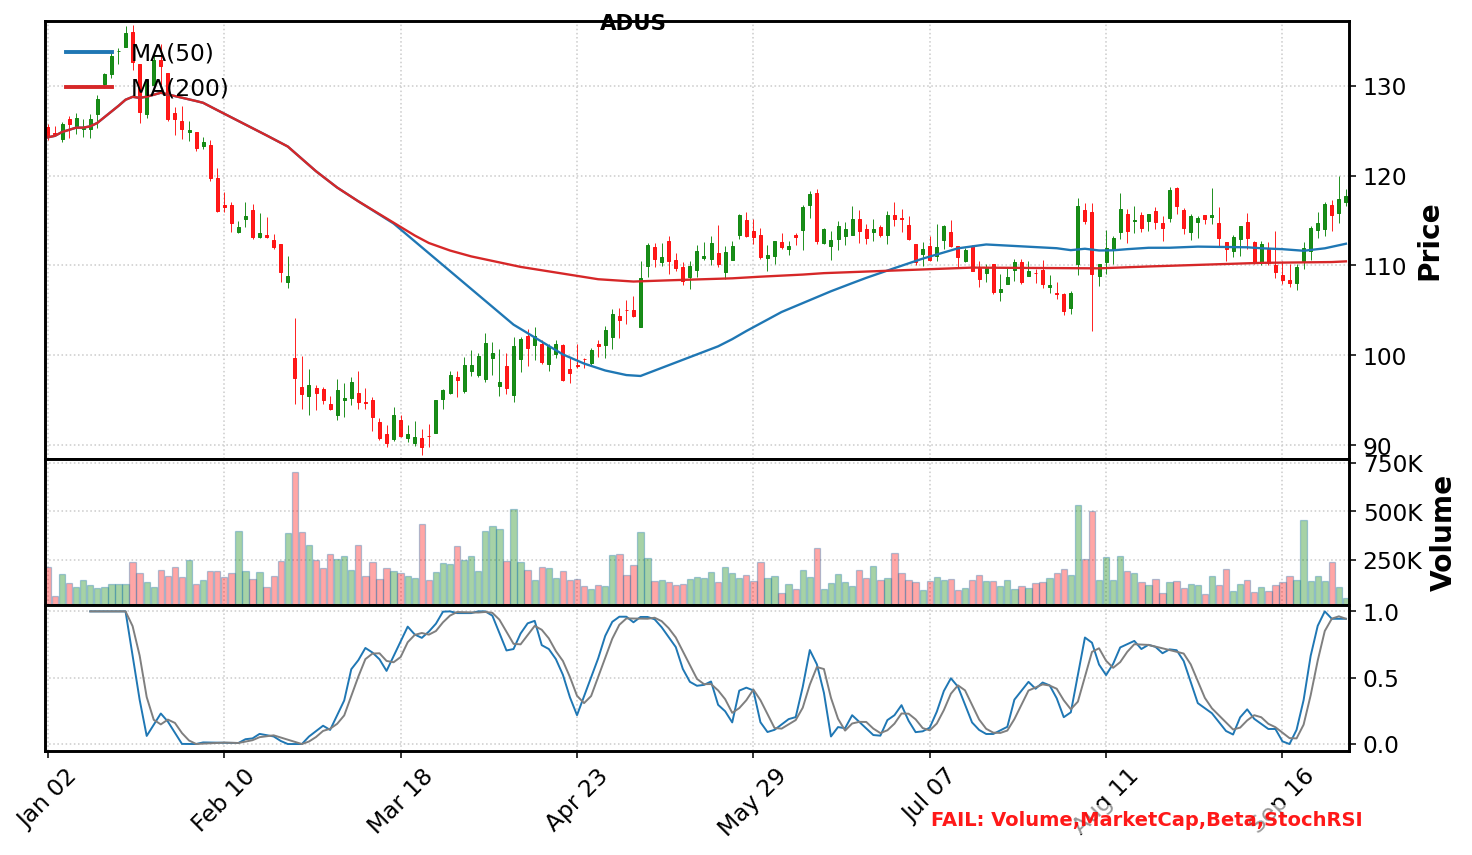 ADUS
MA(50)
MA(200)
130
120
110
100
90
Price
750K
500K
250K
Volume
1.0
0.5
0.0
Jan 02
Feb 10
Mar 18
Apr 23
May 29
Jul 07
Aug 11
Sep 16
FAIL: Volume,MarketCap,Beta,StochRSI